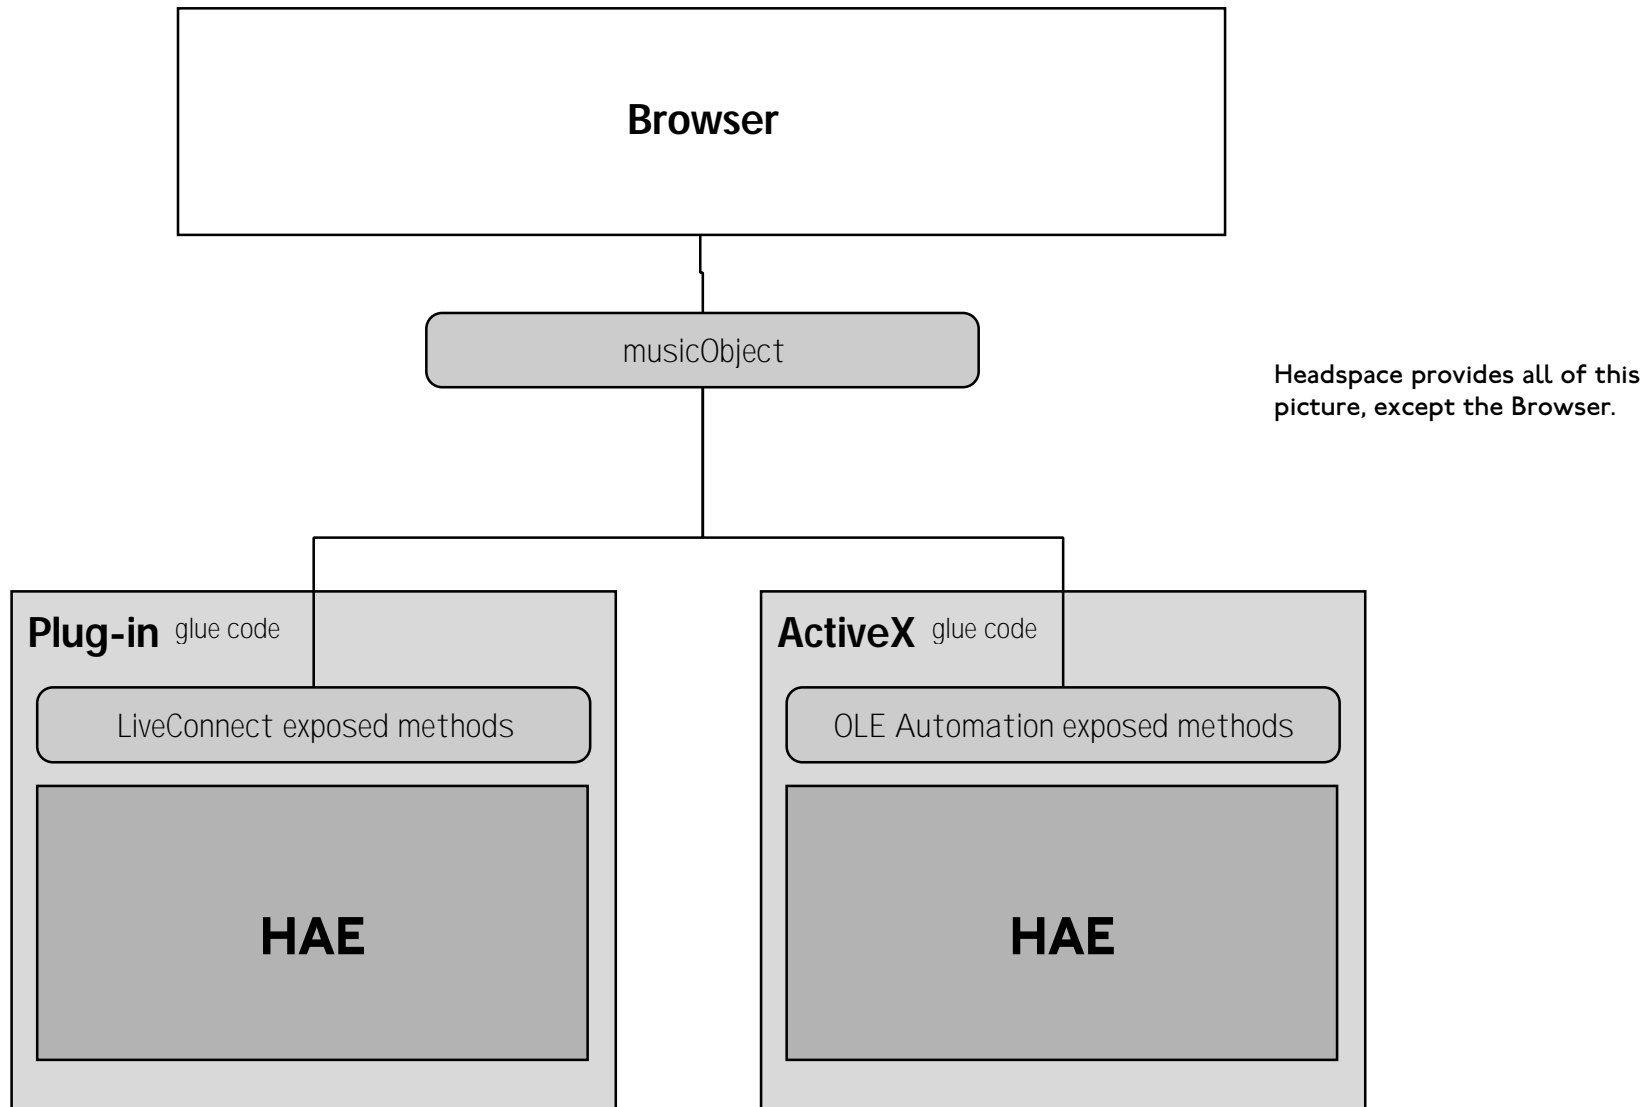 Browser
musicObject
Headspace provides all of this
picture, except the Browser.
Plug-in glue code
LiveConnect exposed methods
HAE
ActiveX glue code
OLE Automation exposed methods
HAE